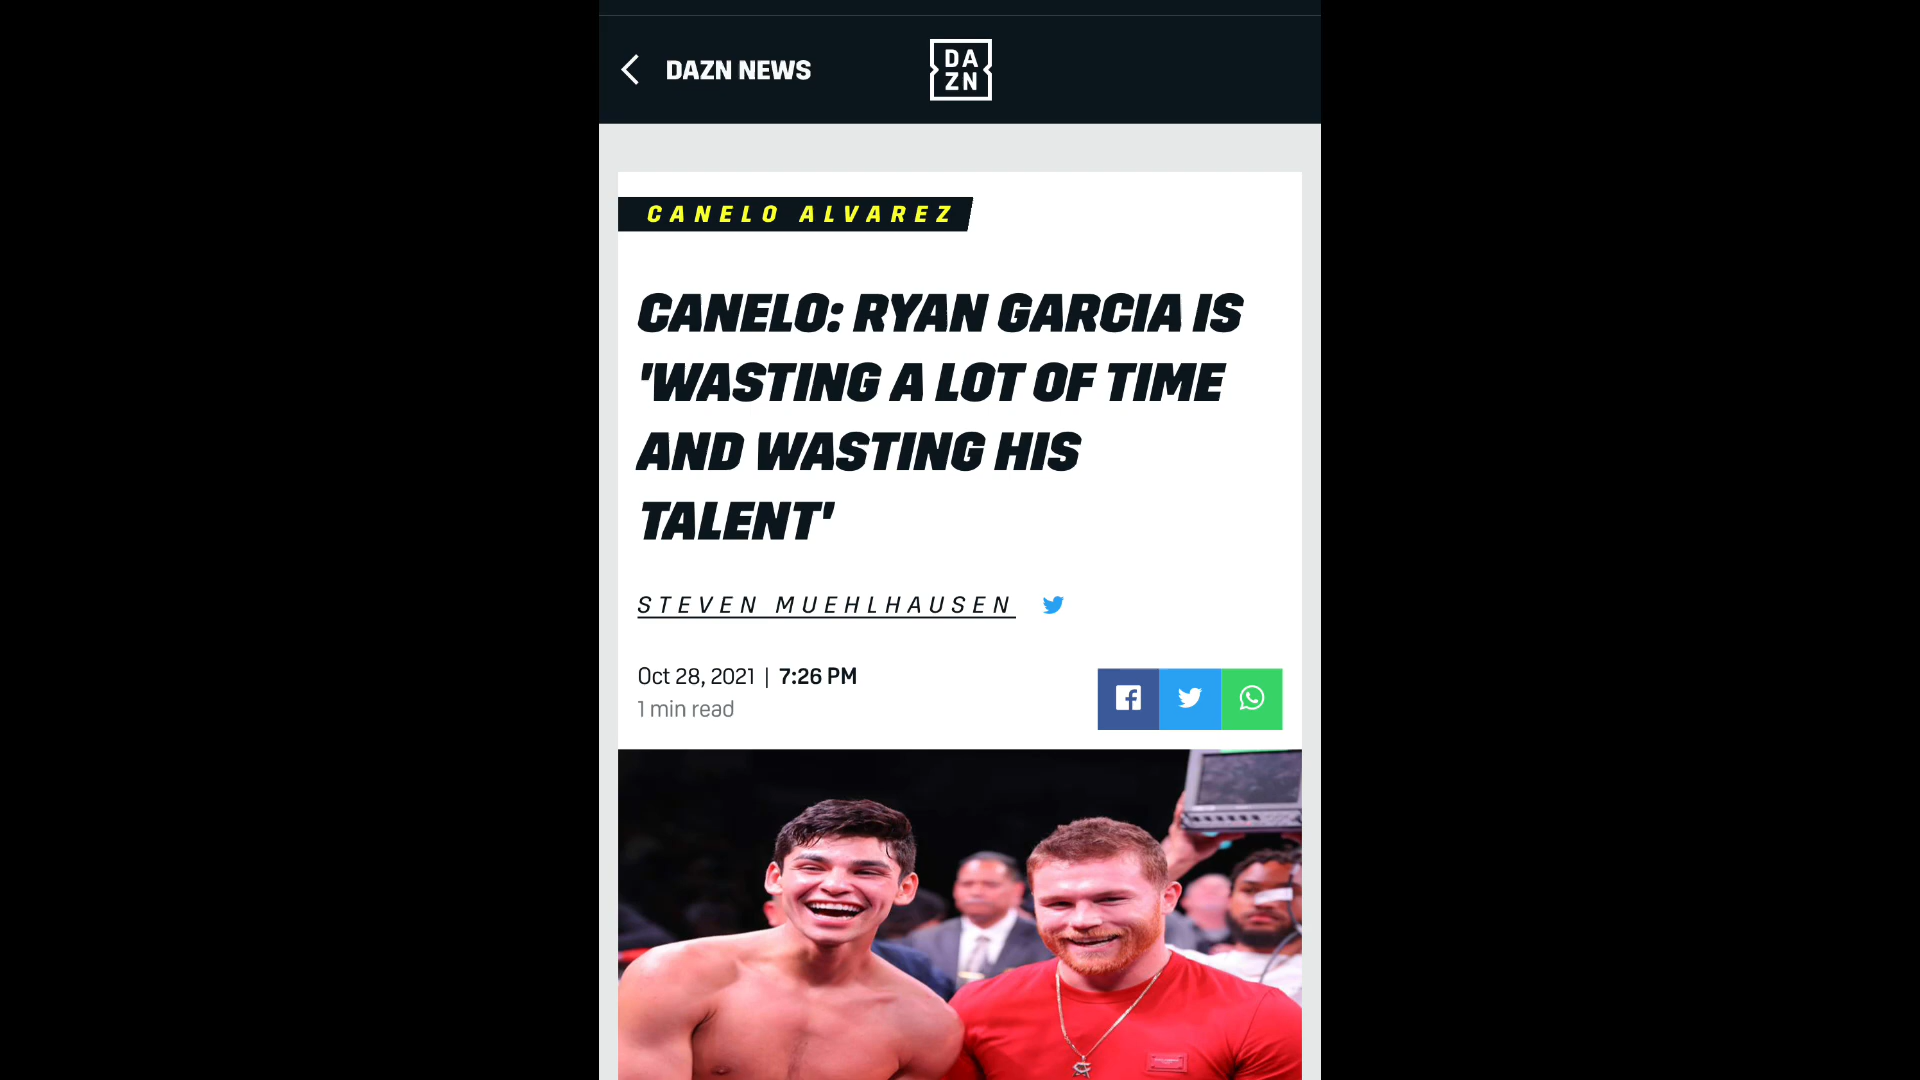 DAZN NEWS
DA
ZN
CANELO ALVAREZ
CANELO: RYAN GARCIA IS
'WASTING A LOT OF TIME
AND WASTING HIS
TALENT'
STEVEN MUEHLHAUSEN
Oct 28, 2021 | 7:26 PM
1 min read